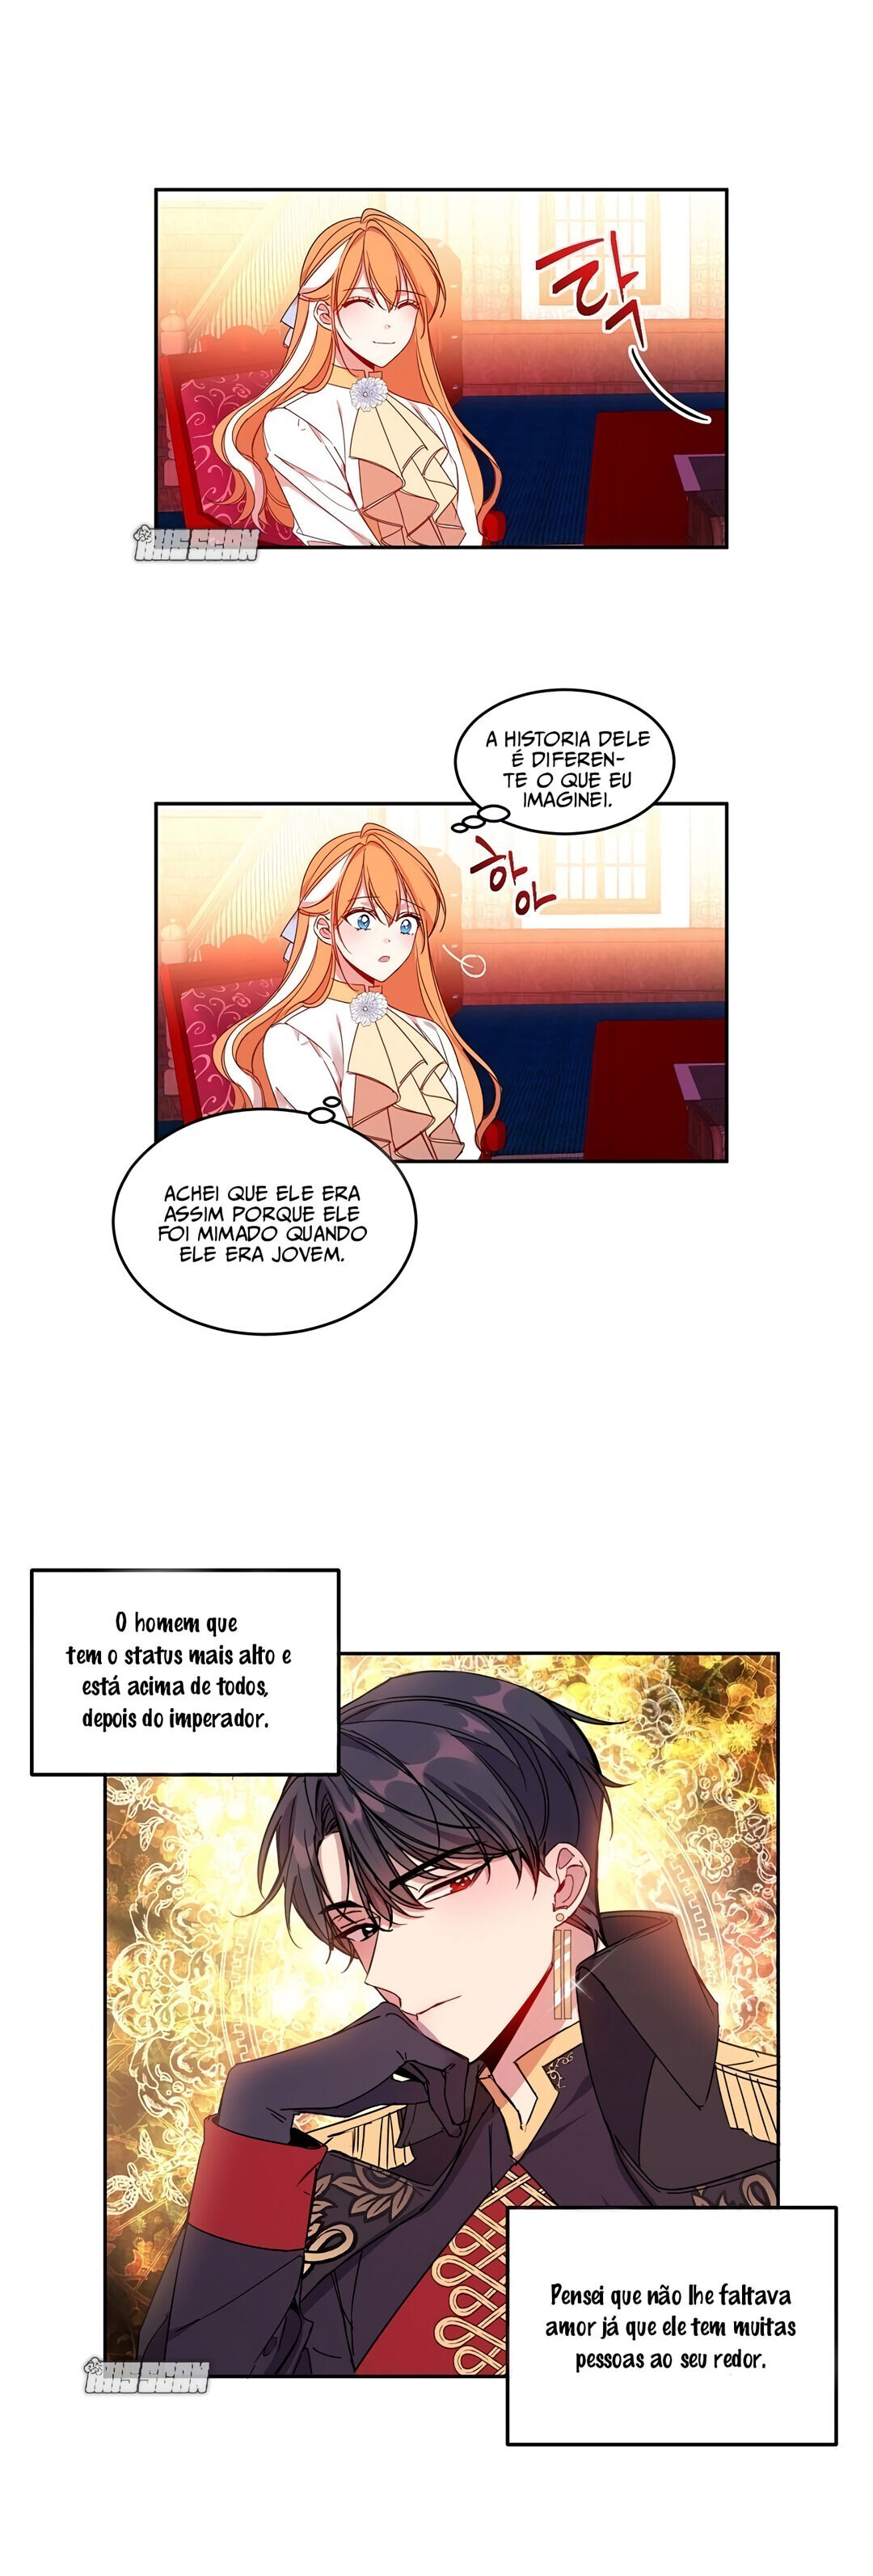 탁
MISSCAN
A HISTORIA DELE
É DIFEREN-
TE O QUE EU
IMAGINEI.
하
아
ACHEI QUE ELE ERA
ASSIM PORQUE ELE
FOI MIMADO QUANDO
ELE ERA JOVEM.
O homem que
tem o status mais alto e
está acima de todos,
depois do imperador.
Pensei que não lhe faltava
amor já que ele tem muitas
pessoas ao seu redor.
MISSCAN